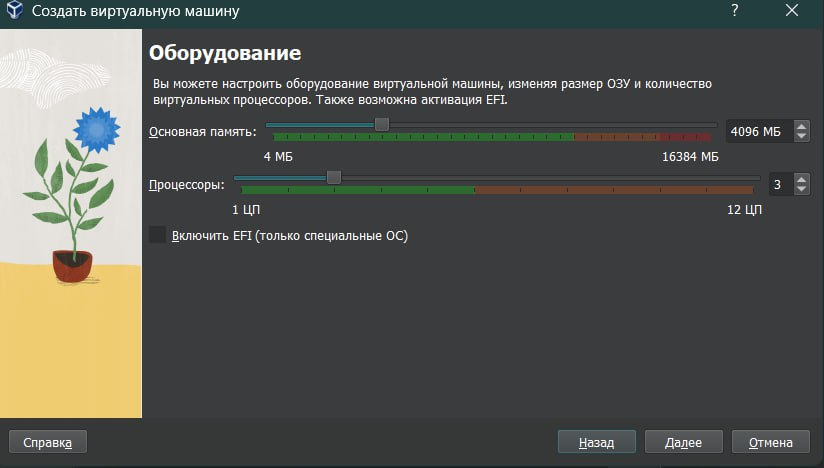 Создать виртуальную машину
?
Оборудование
Вы можете настроить оборудование виртуальной машины, изменяя размер ОЗУ и количество
виртуальных процессоров. Также возможна активация EFI.
Основная память: 4096 МБ
4 МБ 16384 МБ
Процессоры: 3
1 ЦП 12 ЦП
Включить EFI (только специальные ОС)
Справка Назад Далее Отмена